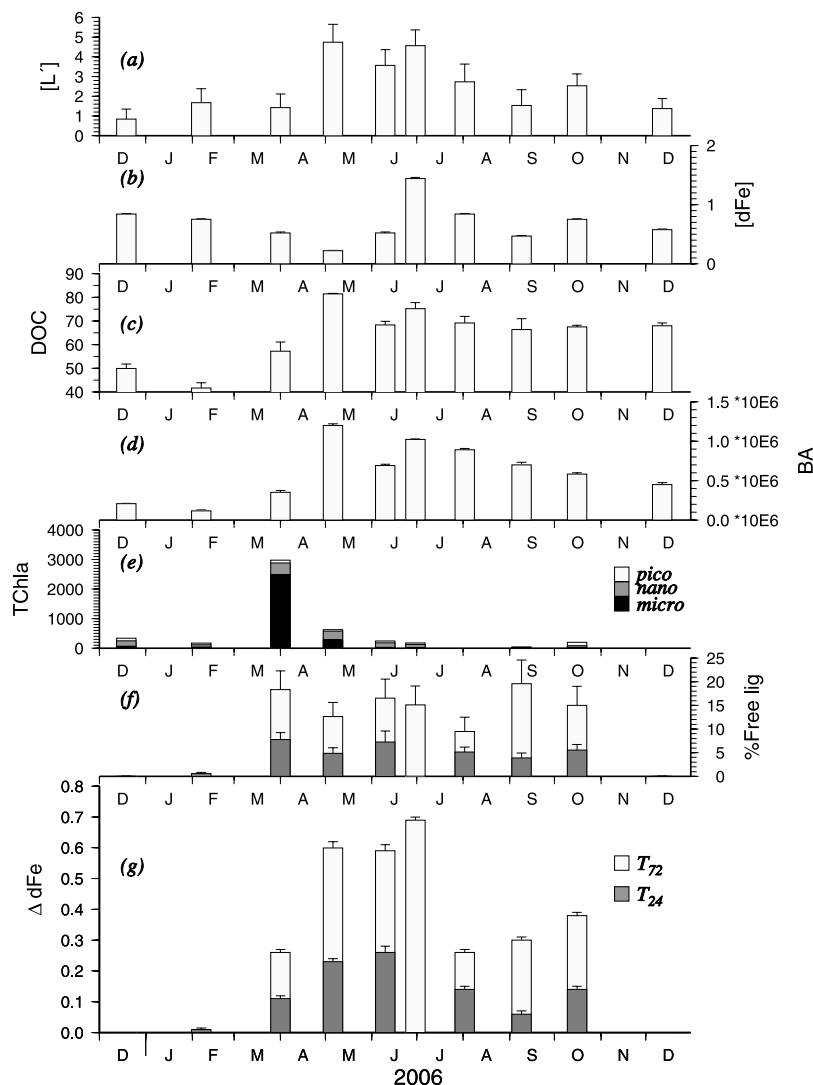 6
5
4
3
2
1
0
[L´]
(a)
D J F M A M J J A S O N D
2
1
0
[dFe]
(b)
D J F M A M J J A S O N D
90
80
70
60
50
40
DOC
(c)
D J F M A M J J A S O N D
1.5 *10E6
1.0 *10E6
0.5 *10E6
0.0 *10E6
BA
(d)
D J F M A M J J A S O N D
4000
3000
2000
1000
0
TChla
(e)
pico
nano
micro
D J F M A M J J A S O N D
25
20
15
10
5
0
%Free lig
(f)
D J F M A M J J A S O N D
0.8
0.7
0.6
0.5
0.4
0.3
0.2
0.1
0.0
Δ dFe
(g)
T72
T24
D J F M A M J J A S O N D
2006